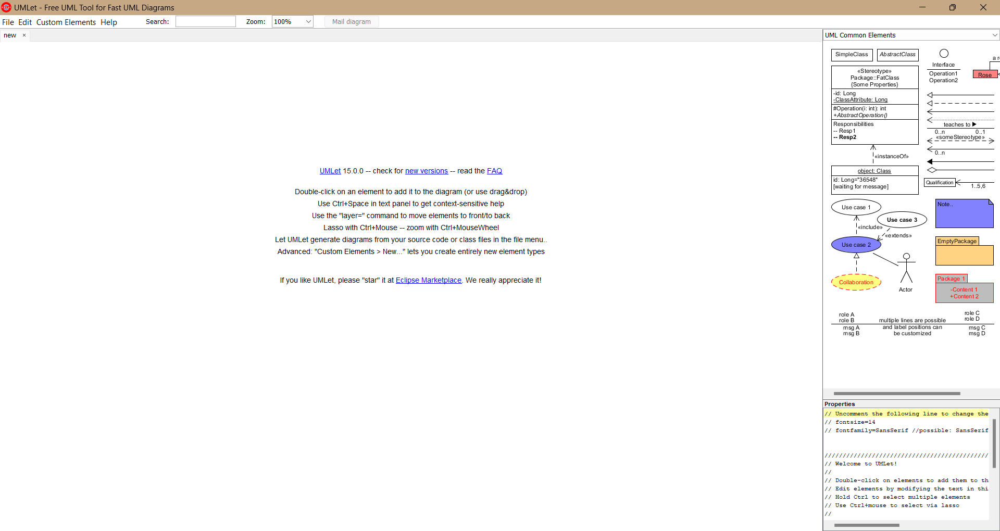 UMLet - Free UML Tool for Fast UML Diagrams
File Edit Custom Elements Help Search: Zoom: 100% Mail diagram
new ×
UMLet 15.0.0 -- check for new versions -- read the FAQ
Double-click on an element to add it to the diagram (or use drag&drop)
Use Ctrl+Space in text panel to get context-sensitive help
Use the "layer=" command to move elements to front/to back
Lasso with Ctrl+Mouse -- zoom with Ctrl+MouseWheel
Let UMLet generate diagrams from your source code or class files in the file menu..
Advanced: "Custom Elements > New..." lets you create entirely new element types
If you like UMLet, please "star" it at Eclipse Marketplace. We really appreciate it!
UML Common Elements
SimpleClass
AbstractClass
«Stereotype»
Package::FatClass
{Some Properties}
-id: Long
-ClassAttribute: Long
#Operation(i: int): int
+AbstractOperation()
Responsibilities
-- Resp1
-- Resp2
«instanceOf»
object: Class
id: Long="36548"
[waiting for message]
Interface
Operation1
Operation2
a r
Rose
teaches to
0..n 0..1
«someStereotype»
0..n
Qualification
1..5,6
Use case 1
Use case 3
«include»
«extends»
Use case 2
Collaboration
Actor
Note..
EmptyPackage
Package 1
-Content 1
+Content 2
role A
role B
msg A
msg B
multiple lines are possible
and label positions can
be customized
role C
role D
msg C
msg D
Properties
// Uncomment the following line to change the
// fontsize=14
// fontfamily=SansSerif //possible: SansSerif
/////////////////////////////////////////////
// Welcome to UMLet!
//
// Double-click on elements to add them to th
// Edit elements by modifying the text in thi
// Hold Ctrl to select multiple elements
// Use Ctrl+mouse to select via lasso
//